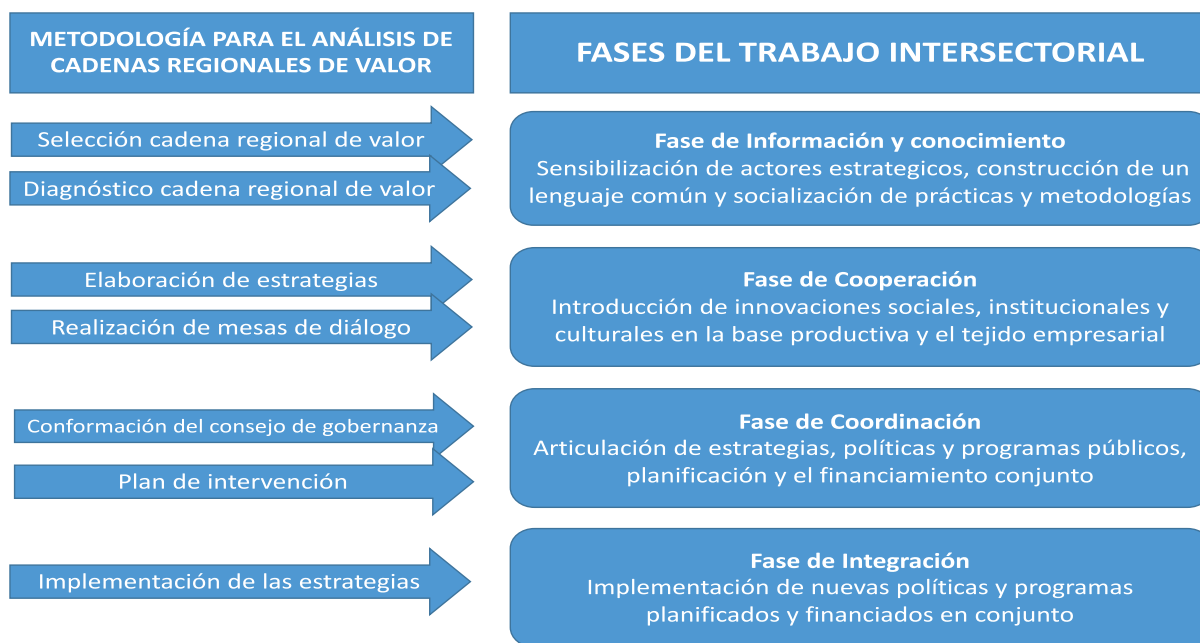 METODOLOGÍA PARA EL ANÁLISIS DE
CADENAS REGIONALES DE VALOR
FASES DEL TRABAJO INTERSECTORIAL
Selección cadena regional de valor
Diagnóstico cadena regional de valor
Fase de Información y conocimiento
Sensibilización de actores estrategicos, construcción de un
lenguaje común y socialización de prácticas y metodologías
Elaboración de estrategias
Realización de mesas de diálogo
Fase de Cooperación
Introducción de innovaciones sociales, institucionales y
culturales en la base productiva y el tejido empresarial
Conformación del consejo de gobernanza
Plan de intervención
Fase de Coordinación
Articulación de estrategias, políticas y programas públicos,
planificación y el financiamiento conjunto
Implementación de las estrategias
Fase de Integración
Implementación de nuevas políticas y programas
planificados y financiados en conjunto